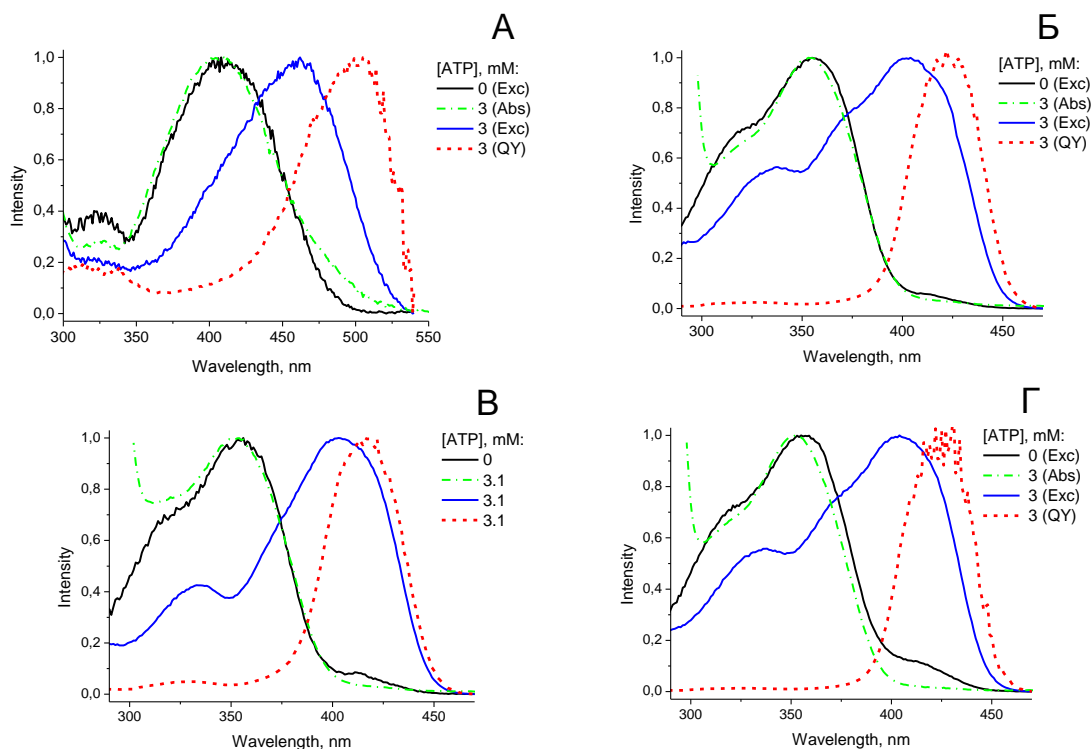 А
1,0
0,8
0,6
0,4
0,2
0,0
Intensity
300 350 400 450 500 550
Wavelength, nm
[ATP], mM:
0 (Exc)
3 (Abs)
3 (Exc)
3 (QY)
Б
1,0
0,8
0,6
0,4
0,2
0,0
Intensity
300 350 400 450
Wavelength, nm
[ATP], mM:
0 (Exc)
3 (Abs)
3 (Exc)
3 (QY)
В
1,0
0,8
0,6
0,4
0,2
0,0
Intensity
300 350 400 450
Wavelength, nm
[ATP], mM:
0
3.1
3.1
3.1
Г
1,0
0,8
0,6
0,4
0,2
0,0
Intensity
300 350 400 450
Wavelength, nm
[ATP], mM:
0 (Exc)
3 (Abs)
3 (Exc)
3 (QY)